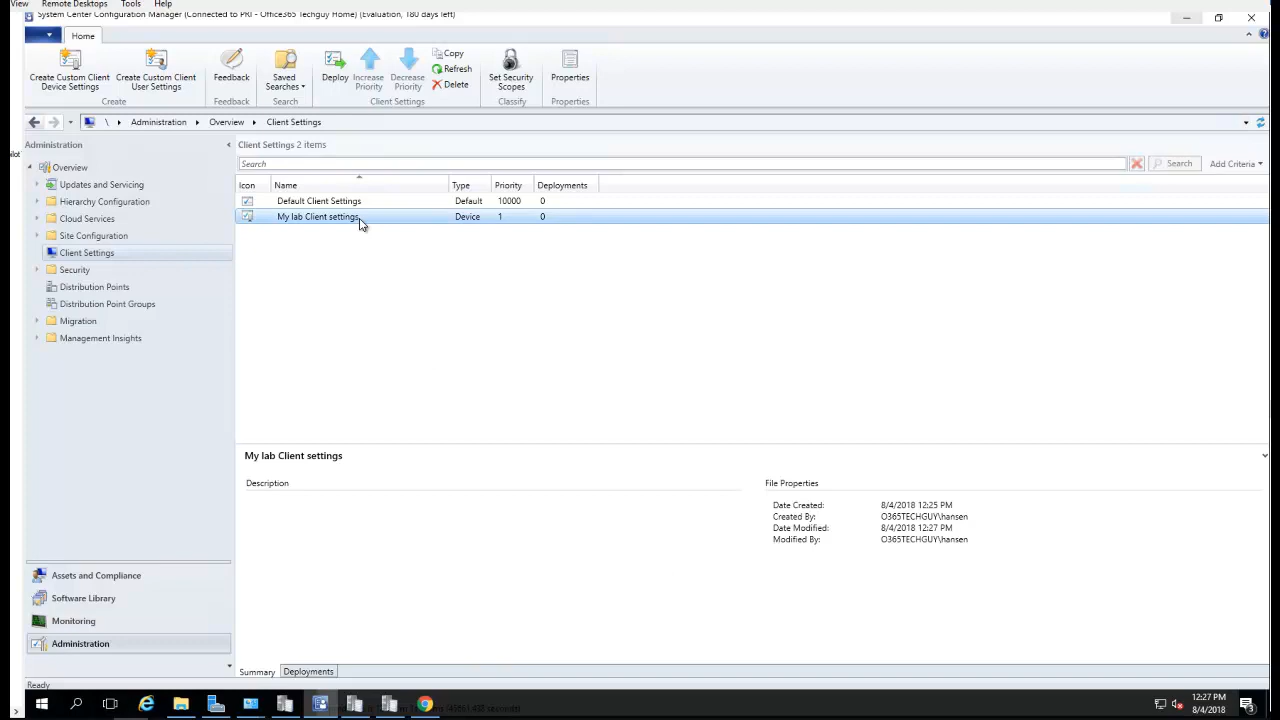 View Remote Desktops Tools Help
System Center Configuration Manager (Connected to PRI - Office365 Techguy Home) (Evaluation, 180 days left)
Home
Create Custom Client Device Settings
Create Custom Client User Settings
Feedback
Saved Searches
Deploy
Increase Priority
Decrease Priority
Copy
Refresh
Delete
Set Security Scopes
Properties
Create Feedback Search Client Settings Classify Properties
\ Administration Overview Client Settings
Administration
Client Settings 2 items
Search
Search
Add Criteria
Icon Name Type Priority Deployments
Default Client Settings Default 10000 0
My lab Client settings Device 1 0
Overview
Updates and Servicing
Hierarchy Configuration
Cloud Services
Site Configuration
Client Settings
Security
Distribution Points
Distribution Point Groups
Migration
Management Insights
My lab Client settings
Description
File Properties
Date Created: 8/4/2018 12:25 PM
Created By: O365TECHGUY\hansen
Date Modified: 8/4/2018 12:27 PM
Modified By: O365TECHGUY\hansen
Assets and Compliance
Software Library
Monitoring
Administration
Summary Deployments
Ready
12:27 PM
8/4/2018